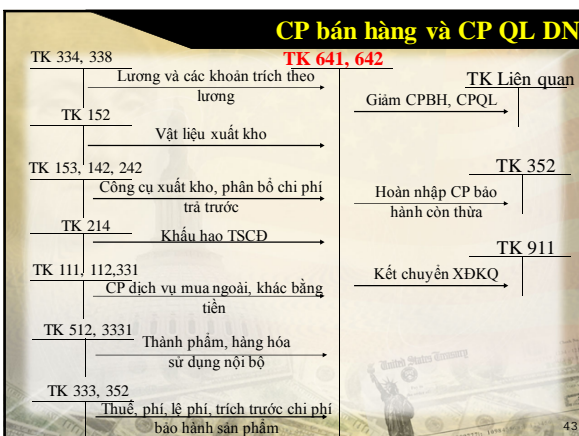 CP bán hàng và CP QL DN
TK 334, 338
Lương và các khoản trích theo
lương
TK 152
Vật liệu xuất kho
TK 153, 142, 242
Công cụ xuất kho, phân bổ chi phí
trả trước
TK 214
Khấu hao TSCĐ
TK 111, 112,331
CP dịch vụ mua ngoài, khác bằng
tiền
TK 512, 3331
Thành phẩm, hàng hóa
sử dụng nội bộ
TK 333, 352
Thuế, phí, lệ phí, trích trước chi phí
bảo hành sản phẩm
TK 641, 642
TK Liên quan
Giảm CPBH, CPQL
TK 352
Hoàn nhập CP bảo
hành còn thừa
TK 911
Kết chuyển XĐKQ
United States Treasury
43